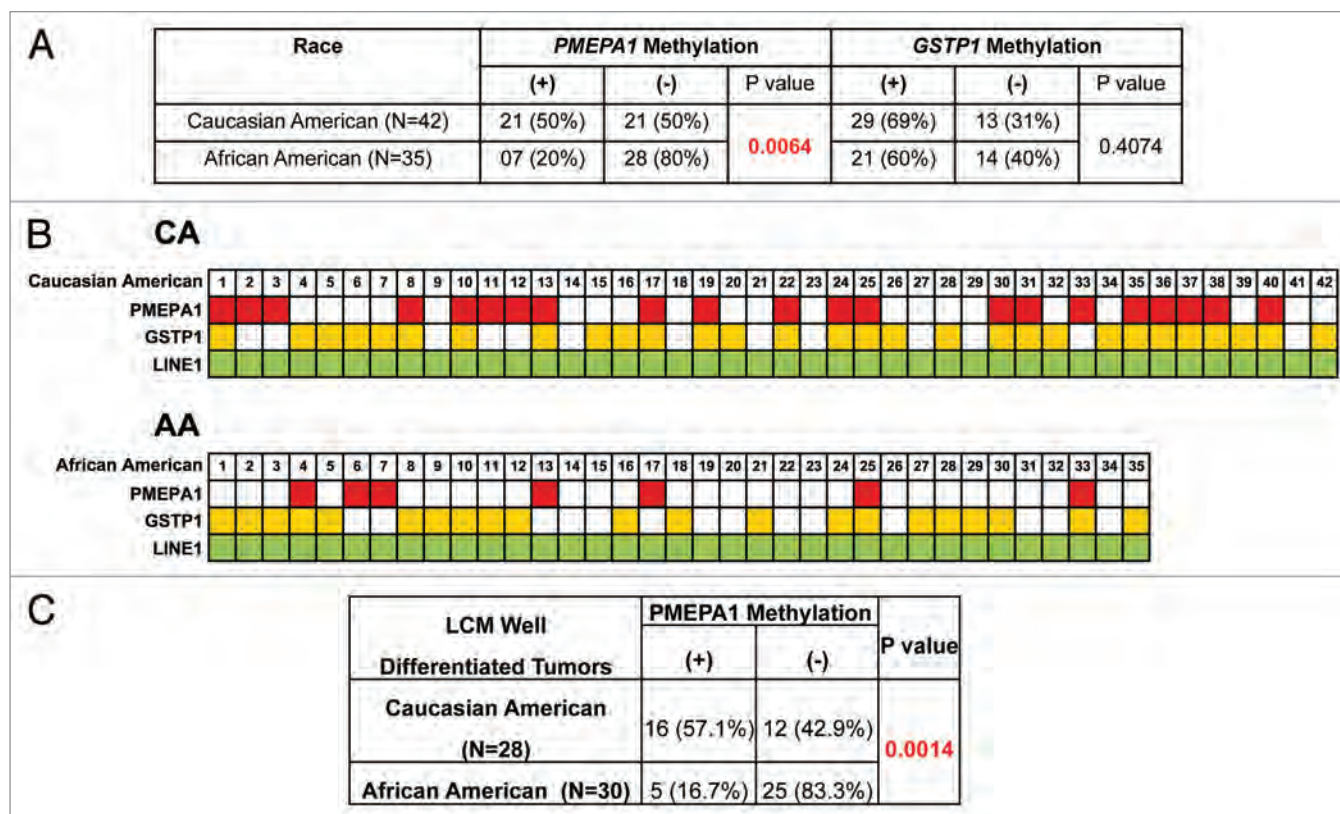 A
Race PMEPA1 Methylation GSTP1 Methylation
(+) (-) P value (+) (-) P value
Caucasian American (N=42) 21 (50%) 21 (50%) 0.0064 29 (69%) 13 (31%) 0.4074
African American (N=35) 07 (20%) 28 (80%) 21 (60%) 14 (40%)
B
CA
Caucasian American 1 2 3 4 5 6 7 8 9 10 11 12 13 14 15 16 17 18 19 20 21 22 23 24 25 26 27 28 29 30 31 32 33 34 35 36 37 38 39 40 41 42
PMEPA1
GSTP1
LINE1
AA
African American 1 2 3 4 5 6 7 8 9 10 11 12 13 14 15 16 17 18 19 20 21 22 23 24 25 26 27 28 29 30 31 32 33 34 35
PMEPA1
GSTP1
LINE1
C
LCM Well PMEPA1 Methylation P value
Differentiated Tumors (+) (-)
Caucasian American
(N=28) 16 (57.1%) 12 (42.9%) 0.0014
African American (N=30) 5 (16.7%) 25 (83.3%)